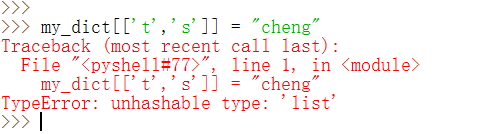 >>>
>>> my_dict[['t','s']] = "cheng"
Traceback (most recent call last):
  File "<pyshell#77>", line 1, in <module>
    my_dict[['t','s']] = "cheng"
TypeError: unhashable type: 'list'
>>>